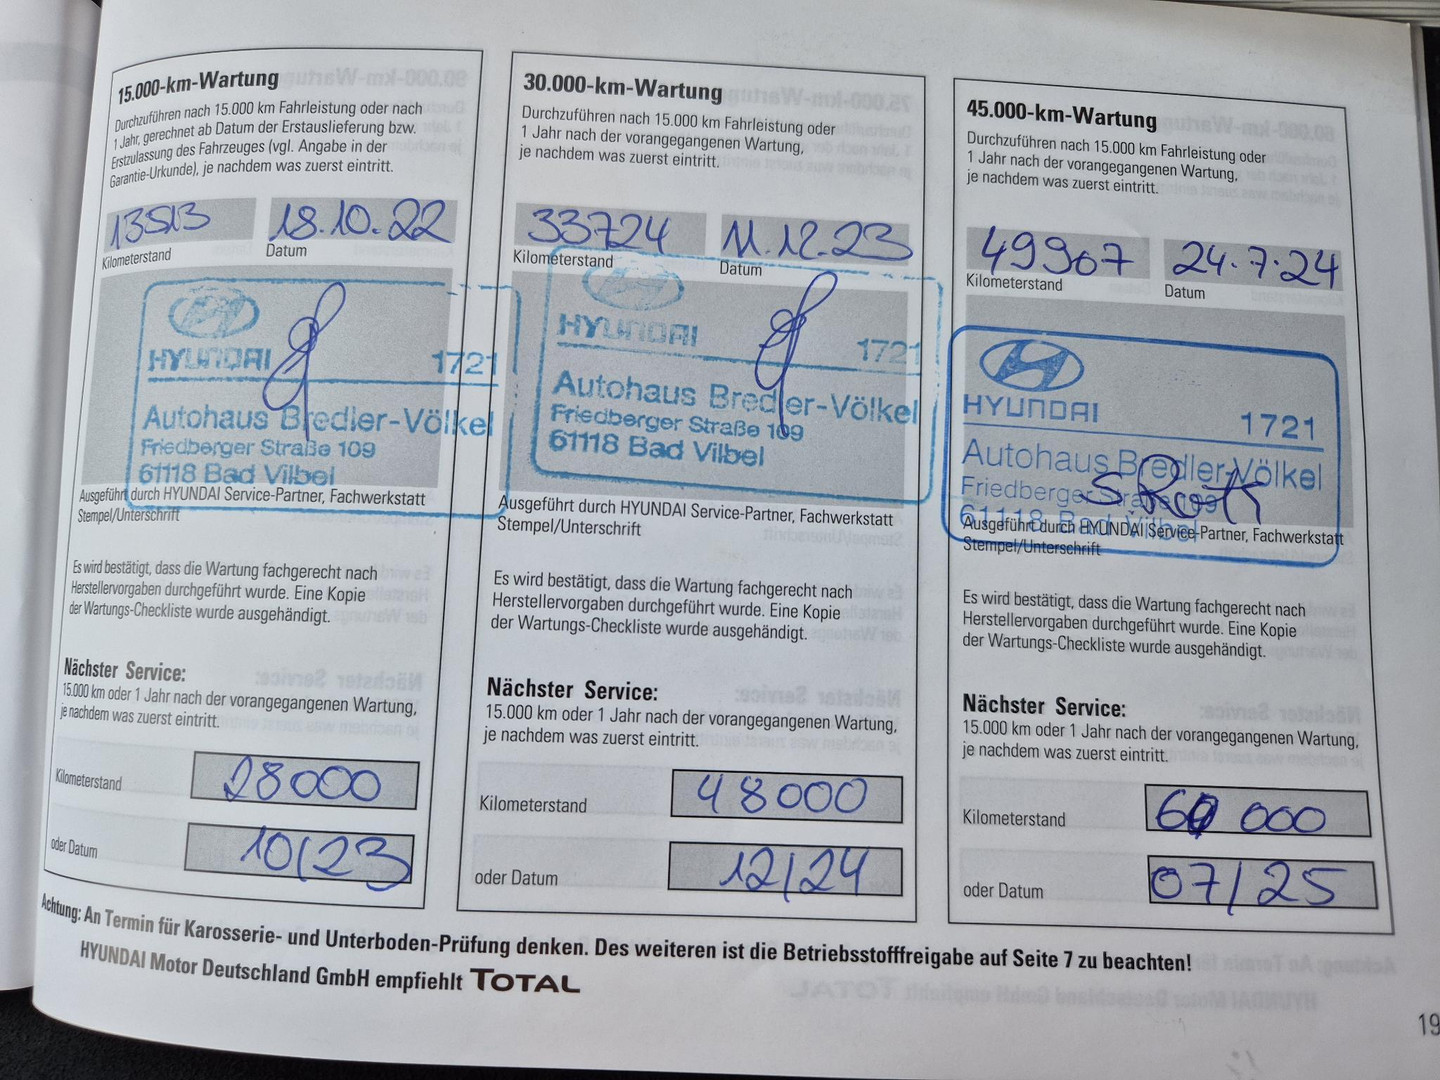 15.000-km-Wartung
Durchzuführen nach 15.000 km Fahrleistung oder nach
1 Jahr, gerechnet ab Datum der Erstauslieferung bzw.
Erstzulassung des Fahrzeuges (vgl. Angabe in der
Garantie-Urkunde), je nachdem was zuerst eintritt.
13513 18.10.22
Kilometerstand Datum
HYUNDAI 1721
Autohaus Bredler-Völkel
Friedberger Straße 109
61118 Bad Vilbel
Ausgeführt durch HYUNDAI Service-Partner, Fachwerkstatt
Stempel/Unterschrift
Es wird bestätigt, dass die Wartung fachgerecht nach
Herstellervorgaben durchgeführt wurde. Eine Kopie
der Wartungs-Checkliste wurde ausgehändigt.
Nächster Service:
15.000 km oder 1 Jahr nach der vorangegangenen Wartung,
je nachdem was zuerst eintritt.
Kilometerstand 28000
oder Datum 10/23
30.000-km-Wartung
Durchzuführen nach 15.000 km Fahrleistung oder
1 Jahr nach der vorangegangenen Wartung,
je nachdem was zuerst eintritt.
33724 11.12.23
Kilometerstand Datum
HYUNDAI 1721
Autohaus Bredler-Völkel
Friedberger Straße 109
61118 Bad Vilbel
Ausgeführt durch HYUNDAI Service-Partner, Fachwerkstatt
Stempel/Unterschrift
Es wird bestätigt, dass die Wartung fachgerecht nach
Herstellervorgaben durchgeführt wurde. Eine Kopie
der Wartungs-Checkliste wurde ausgehändigt.
Nächster Service:
15.000 km oder 1 Jahr nach der vorangegangenen Wartung,
je nachdem was zuerst eintritt.
Kilometerstand 48000
oder Datum 12/24
45.000-km-Wartung
Durchzuführen nach 15.000 km Fahrleistung oder
1 Jahr nach der vorangegangenen Wartung,
je nachdem was zuerst eintritt.
49907 24.7.24
Kilometerstand Datum
HYUNDAI 1721
Autohaus Bredler-Völkel
Friedberger Straße 109
61118 Bad Vilbel
Ausgeführt durch HYUNDAI Service-Partner, Fachwerkstatt
Stempel/Unterschrift
Es wird bestätigt, dass die Wartung fachgerecht nach
Herstellervorgaben durchgeführt wurde. Eine Kopie
der Wartungs-Checkliste wurde ausgehändigt.
Nächster Service:
15.000 km oder 1 Jahr nach der vorangegangenen Wartung,
je nachdem was zuerst eintritt.
Kilometerstand 60 000
oder Datum 07/25
Achtung: An Termin für Karosserie- und Unterboden-Prüfung denken. Des weiteren ist die Betriebsstofffreigabe auf Seite 7 zu beachten!
HYUNDAI Motor Deutschland GmbH empfiehlt TOTAL
19